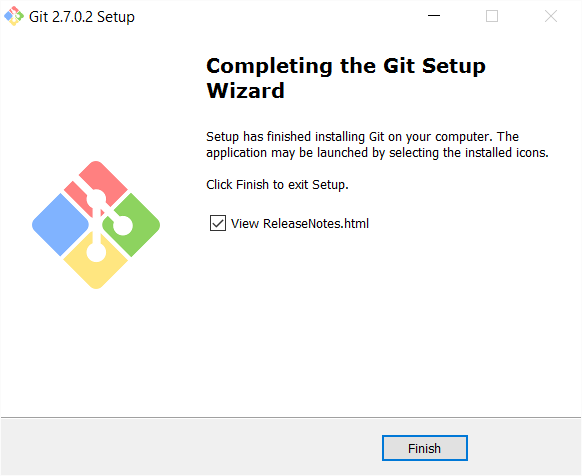 Git 2.7.0.2 Setup
Completing the Git Setup
Wizard
Setup has finished installing Git on your computer. The
application may be launched by selecting the installed icons.
Click Finish to exit Setup.
View ReleaseNotes.html
Finish